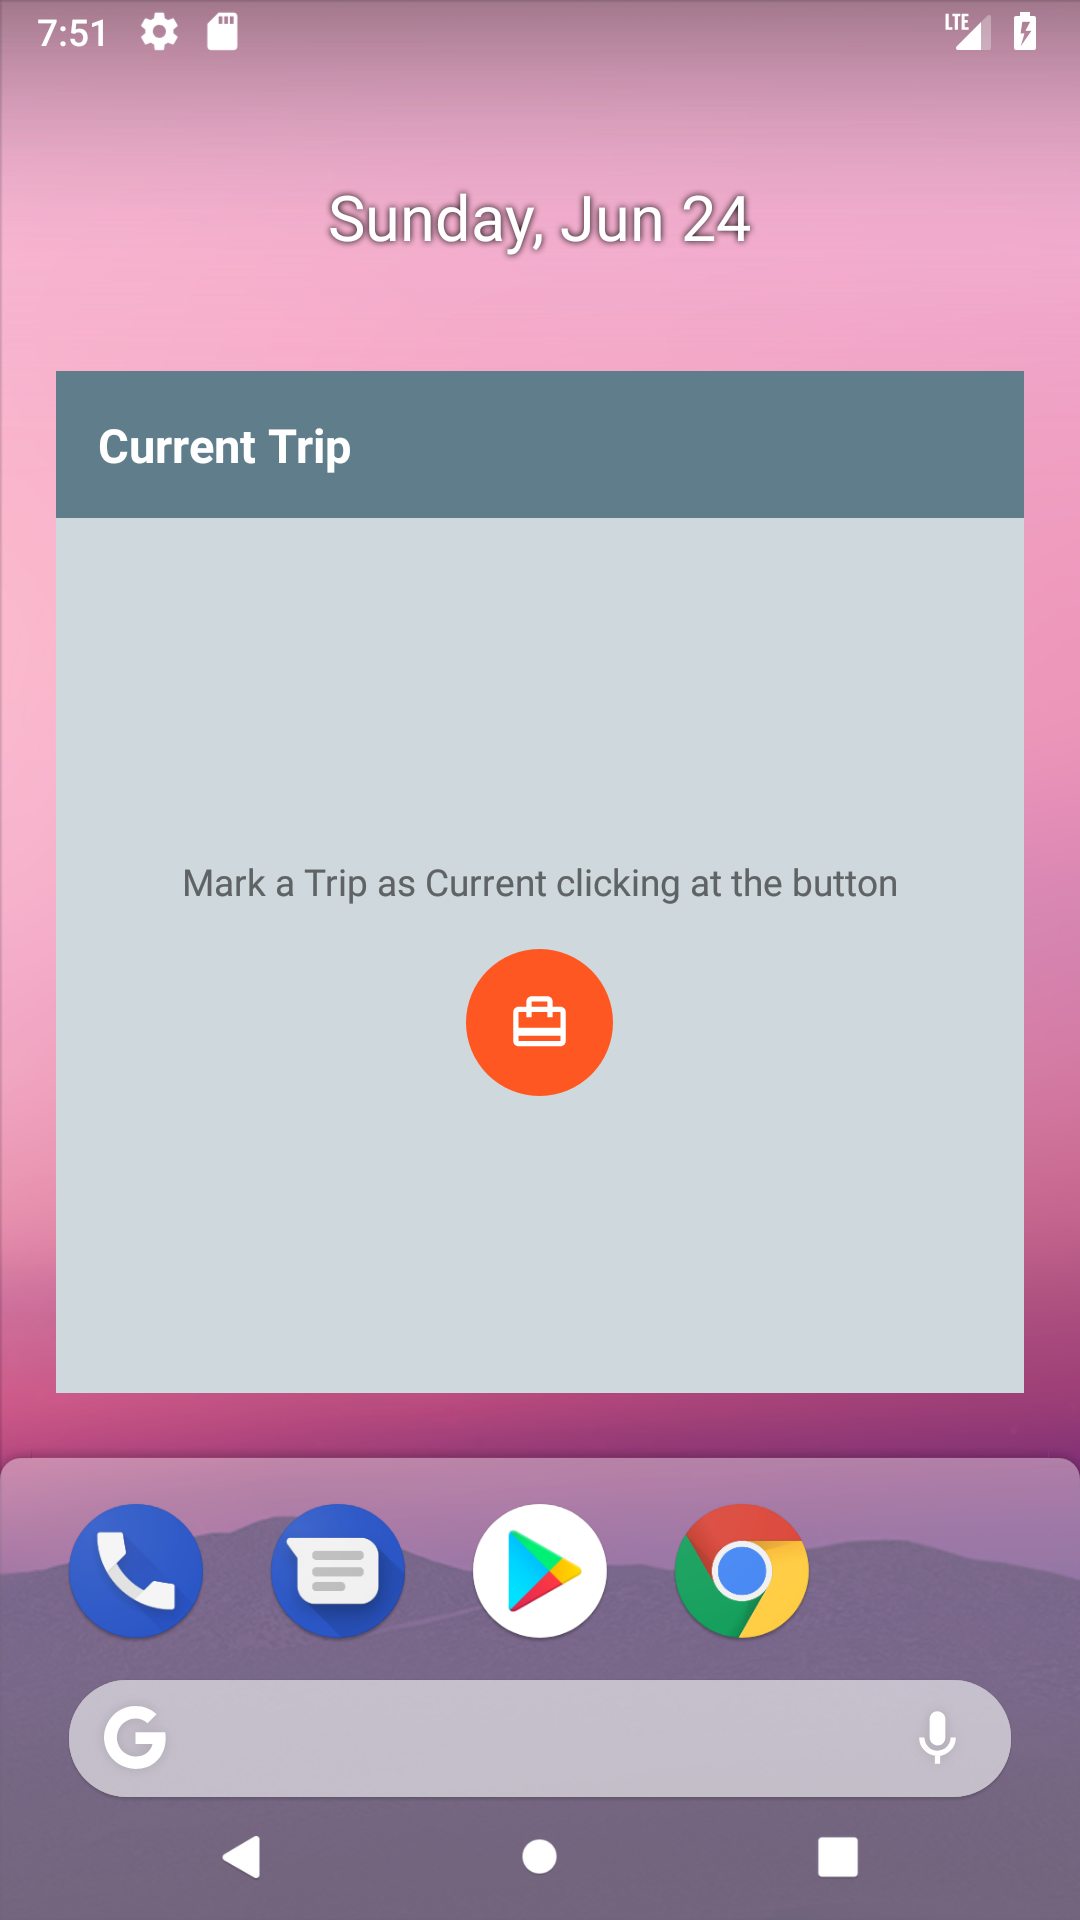 7:51
LTE
Sunday, Jun 24
Current Trip
Mark a Trip as Current clicking at the button
G